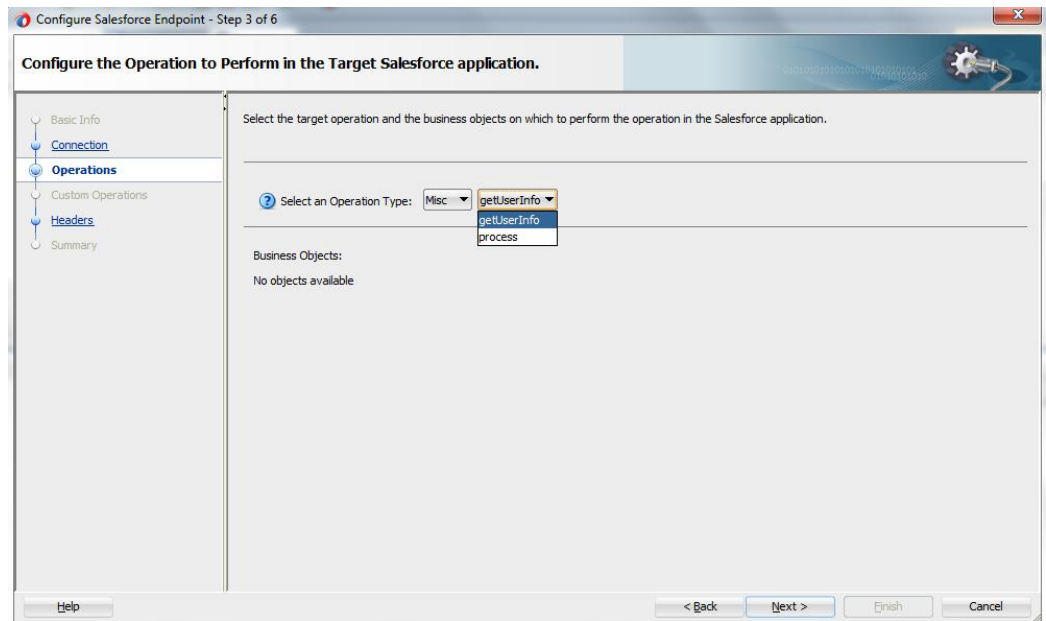 Configure Salesforce Endpoint - Step 3 of 6
Configure the Operation to Perform in the Target Salesforce application.
Basic Info
Connection
Operations
Custom Operations
Headers
Summary
Select the target operation and the business objects on which to perform the operation in the Salesforce application.
Select an Operation Type: Misc getUserInfo
getUserInfo
process
Business Objects:
No objects available
Help
< Back
Next >
Finish
Cancel